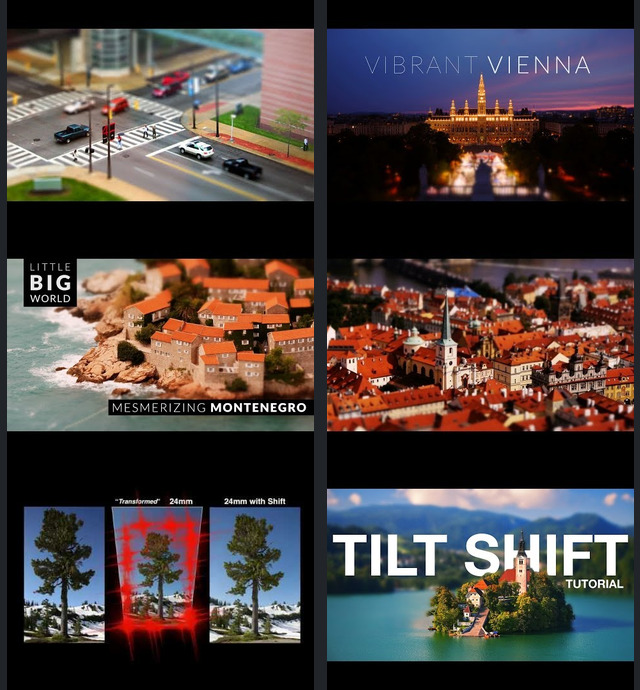 VIBRANT VIENNA
LITTLE
BIG
WORLD
MESMERIZING MONTENEGRO
"Transformed" 24mm 24mm with Shift
TILT SHIFT
TUTORIAL